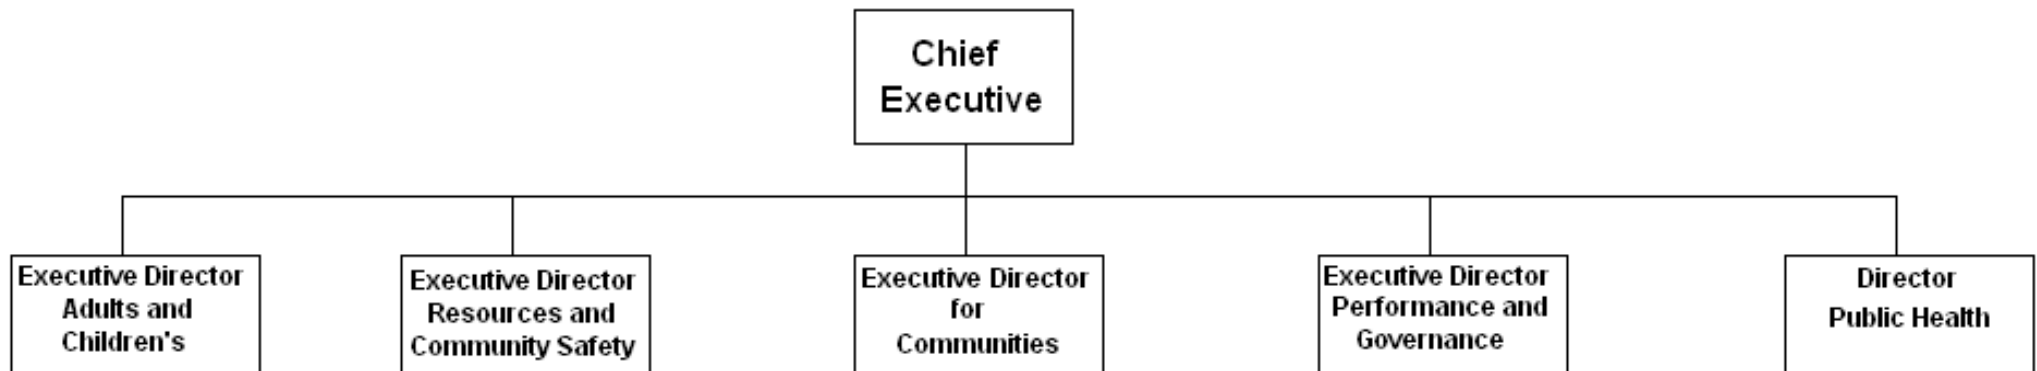 Chief
Executive
Executive Director
Adults and
Children's
Executive Director
Resources and
Community Safety
Executive Director
for
Communities
Executive Director
Performance and
Governance
Director
Public Health